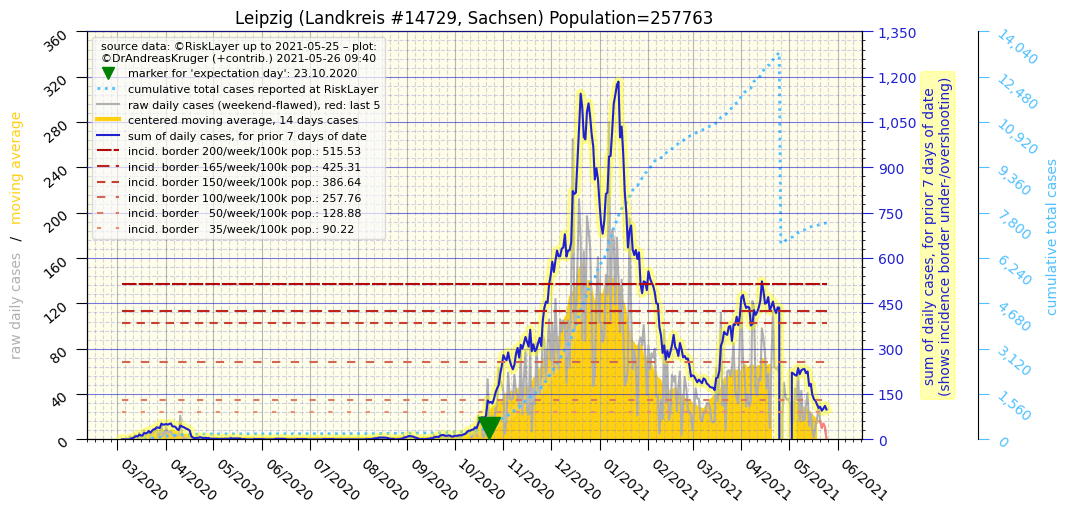 Leipzig (Landkreis #14729, Sachsen) Population=257763
source data: ©RiskLayer up to 2021-05-25 – plot:
©DrAndreasKruger (+contrib.) 2021-05-26 09:40
marker for 'expectation day': 23.10.2020
cumulative total cases reported at RiskLayer
raw daily cases (weekend-flawed), red: last 5
centered moving average, 14 days cases
sum of daily cases, for prior 7 days of date
incid. border 200/week/100k pop.: 515.53
incid. border 165/week/100k pop.: 425.31
incid. border 150/week/100k pop.: 386.64
incid. border 100/week/100k pop.: 257.76
incid. border 50/week/100k pop.: 128.88
incid. border 35/week/100k pop.: 90.22
raw daily cases / moving average
360
320
280
240
200
160
120
80
40
0
03/2020
04/2020
05/2020
06/2020
07/2020
08/2020
09/2020
10/2020
11/2020
12/2020
01/2021
02/2021
03/2021
04/2021
05/2021
06/2021
1,350
1,200
1,050
900
750
600
450
300
150
0
sum of daily cases, for prior 7 days of date
(shows incidence border under-/overshooting)
14,040
12,480
10,920
9,360
7,800
6,240
4,680
3,120
1,560
0
cumulative total cases